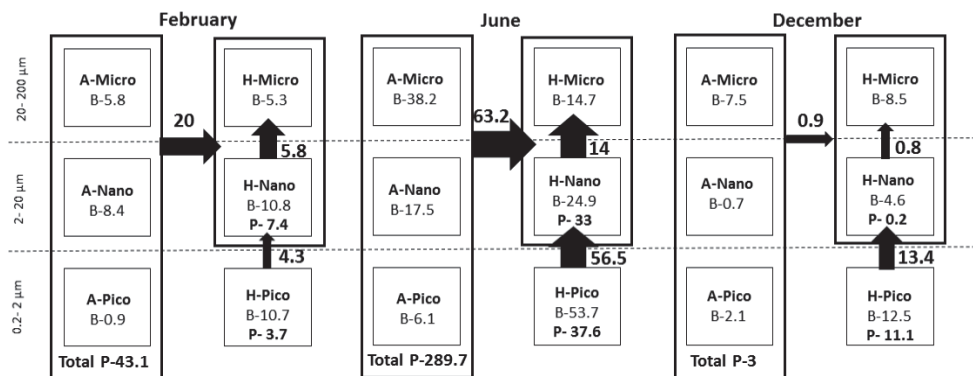 February
June
December
20- 200 µm
2- 20 µm
0.2- 2 µm
A-Micro
B-5.8
A-Nano
B-8.4
A-Pico
B-0.9
Total P-43.1
20
H-Micro
B-5.3
5.8
H-Nano
B-10.8
P- 7.4
4.3
H-Pico
B-10.7
P- 3.7
A-Micro
B-38.2
A-Nano
B-17.5
A-Pico
B-6.1
Total P-289.7
63.2
H-Micro
B-14.7
14
H-Nano
B-24.9
P- 33
56.5
H-Pico
B-53.7
P- 37.6
A-Micro
B-7.5
A-Nano
B-0.7
A-Pico
B-2.1
Total P-3
0.9
H-Micro
B-8.5
0.8
H-Nano
B-4.6
P- 0.2
13.4
H-Pico
B-12.5
P- 11.1